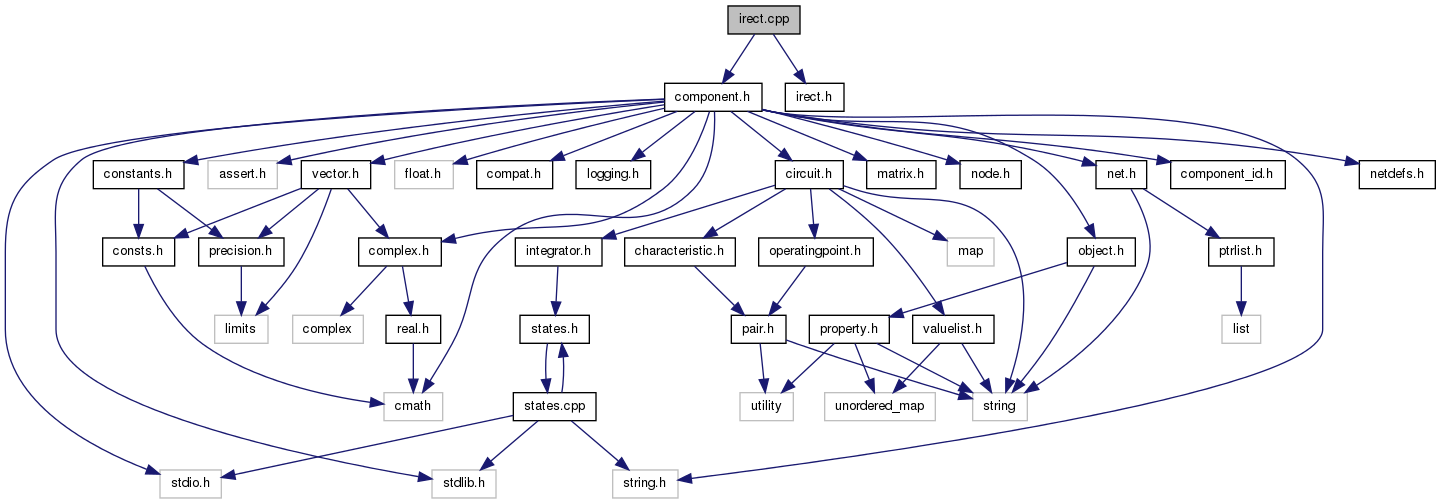 irect.cpp
component.h
irect.h
constants.h
assert.h
vector.h
float.h
compat.h
logging.h
circuit.h
matrix.h
node.h
net.h
component_id.h
netdefs.h
consts.h
precision.h
complex.h
integrator.h
characteristic.h
operatingpoint.h
map
object.h
ptrlist.h
limits
complex
real.h
states.h
pair.h
property.h
valuelist.h
list
cmath
states.cpp
utility
unordered_map
string
stdio.h
stdlib.h
string.h